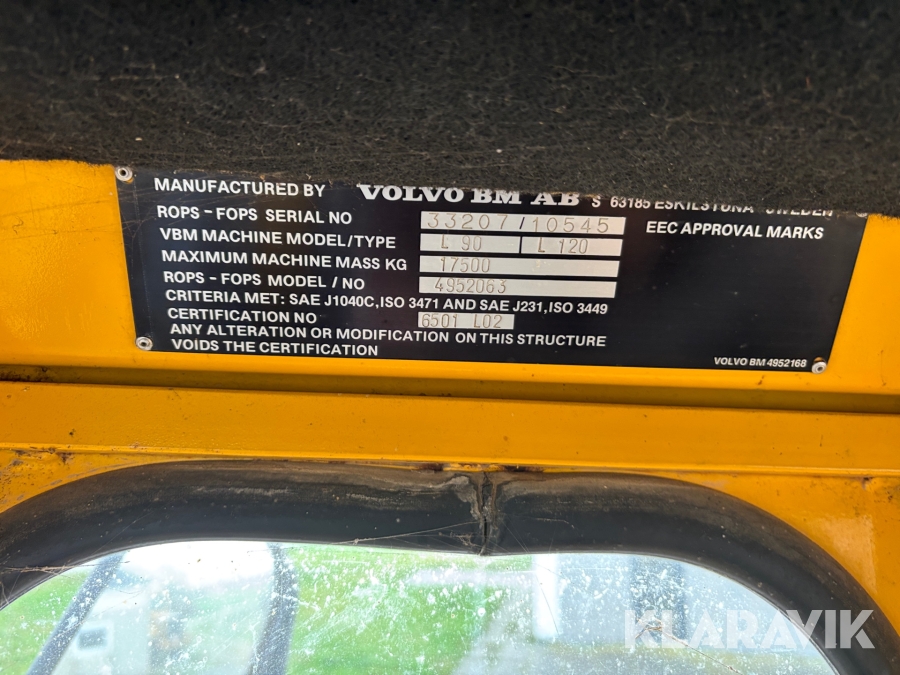 MANUFACTURED BY VOLVO BM AB S 63185 ESKILSTUNA SWEDEN
ROPS - FOPS SERIAL NO 33207/10545 EEC APPROVAL MARKS
VBM MACHINE MODEL/TYPE L 90 L 120
MAXIMUM MACHINE MASS KG 17500
ROPS - FOPS MODEL / NO 4952063
CRITERIA MET: SAE J1040C, ISO 3471 AND SAE J231, ISO 3449
CERTIFICATION NO 6501 L02
ANY ALTERATION OR MODIFICATION ON THIS STRUCTURE
VOIDS THE CERTIFICATION
VOLVO BM 4952168
KLARAVIK